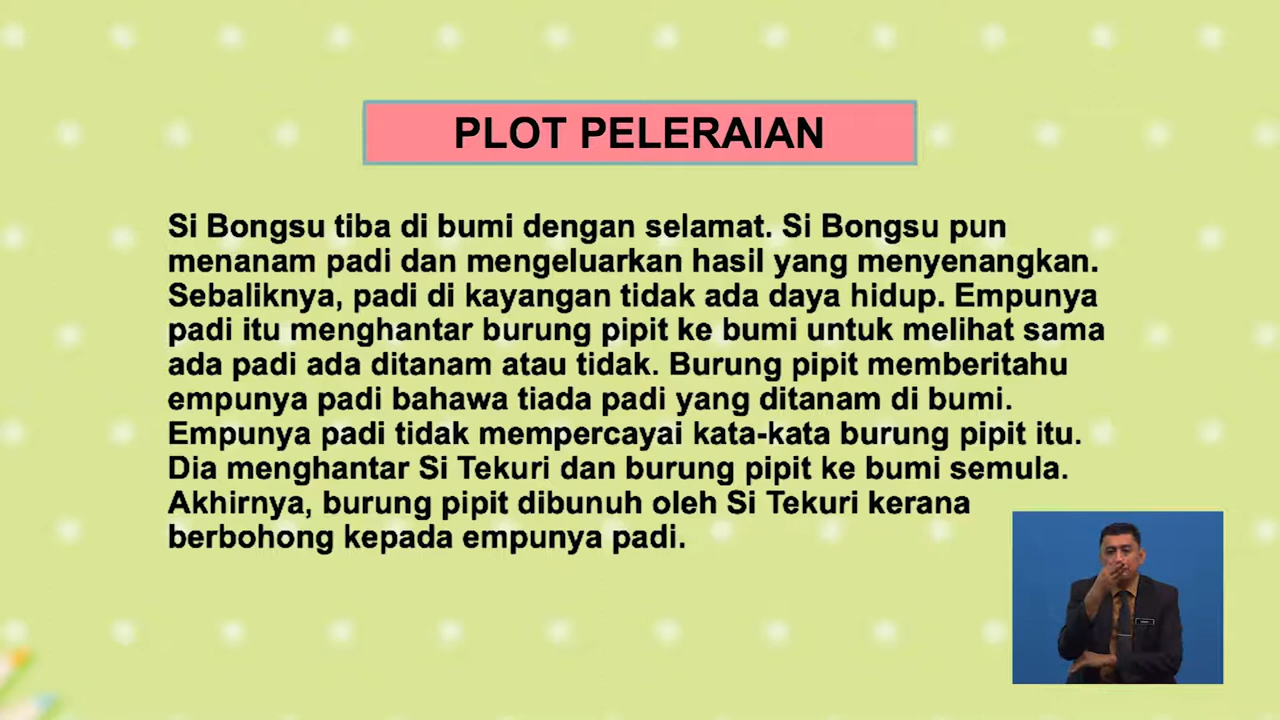 PLOT PELERAIAN
Si Bongsu tiba di bumi dengan selamat. Si Bongsu pun
menanam padi dan mengeluarkan hasil yang menyenangkan.
Sebaliknya, padi di kayangan tidak ada daya hidup. Empunya
padi itu menghantar burung pipit ke bumi untuk melihat sama
ada padi ada ditanam atau tidak. Burung pipit memberitahu
empunya padi bahawa tiada padi yang ditanam di bumi.
Empunya padi tidak mempercayai kata-kata burung pipit itu.
Dia menghantar Si Tekuri dan burung pipit ke bumi semula.
Akhirnya, burung pipit dibunuh oleh Si Tekuri kerana
berbohong kepada empunya padi.